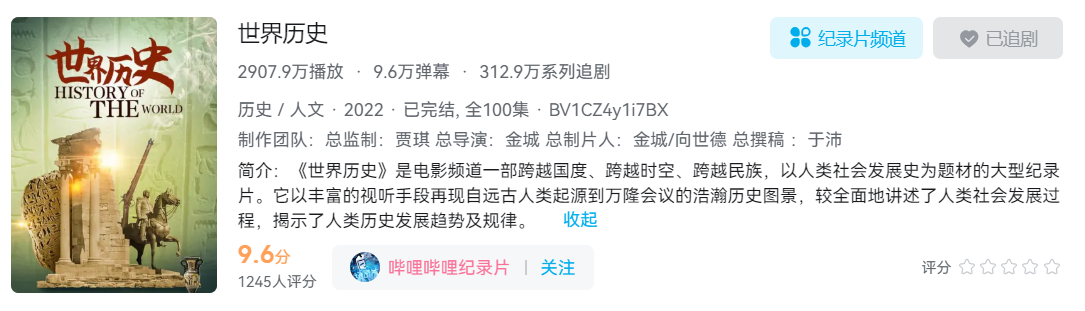 世界历史
HISTORY OF
THE WORLD
世界历史
纪录片频道
已追剧
2907.9万播放 · 9.6万弹幕 · 312.9万系列追剧
历史 / 人文 · 2022 · 已完结, 全100集 · BV1CZ4y1i7BX
制作团队：总监制：贾琪 总导演：金城 总制片人：金城/向世德 总撰稿 ：于沛
简介：《世界历史》是电影频道一部跨越国度、跨越时空、跨越民族，以人类社会发展史为题材的大型纪录
片。它以丰富的视听手段再现自远古人类起源到万隆会议的浩瀚历史图景，较全面地讲述了人类社会发展过
程，揭示了人类历史发展趋势及规律。 收起
9.6分
1245人评分
哔哩哔哩纪录片 | 关注
评分